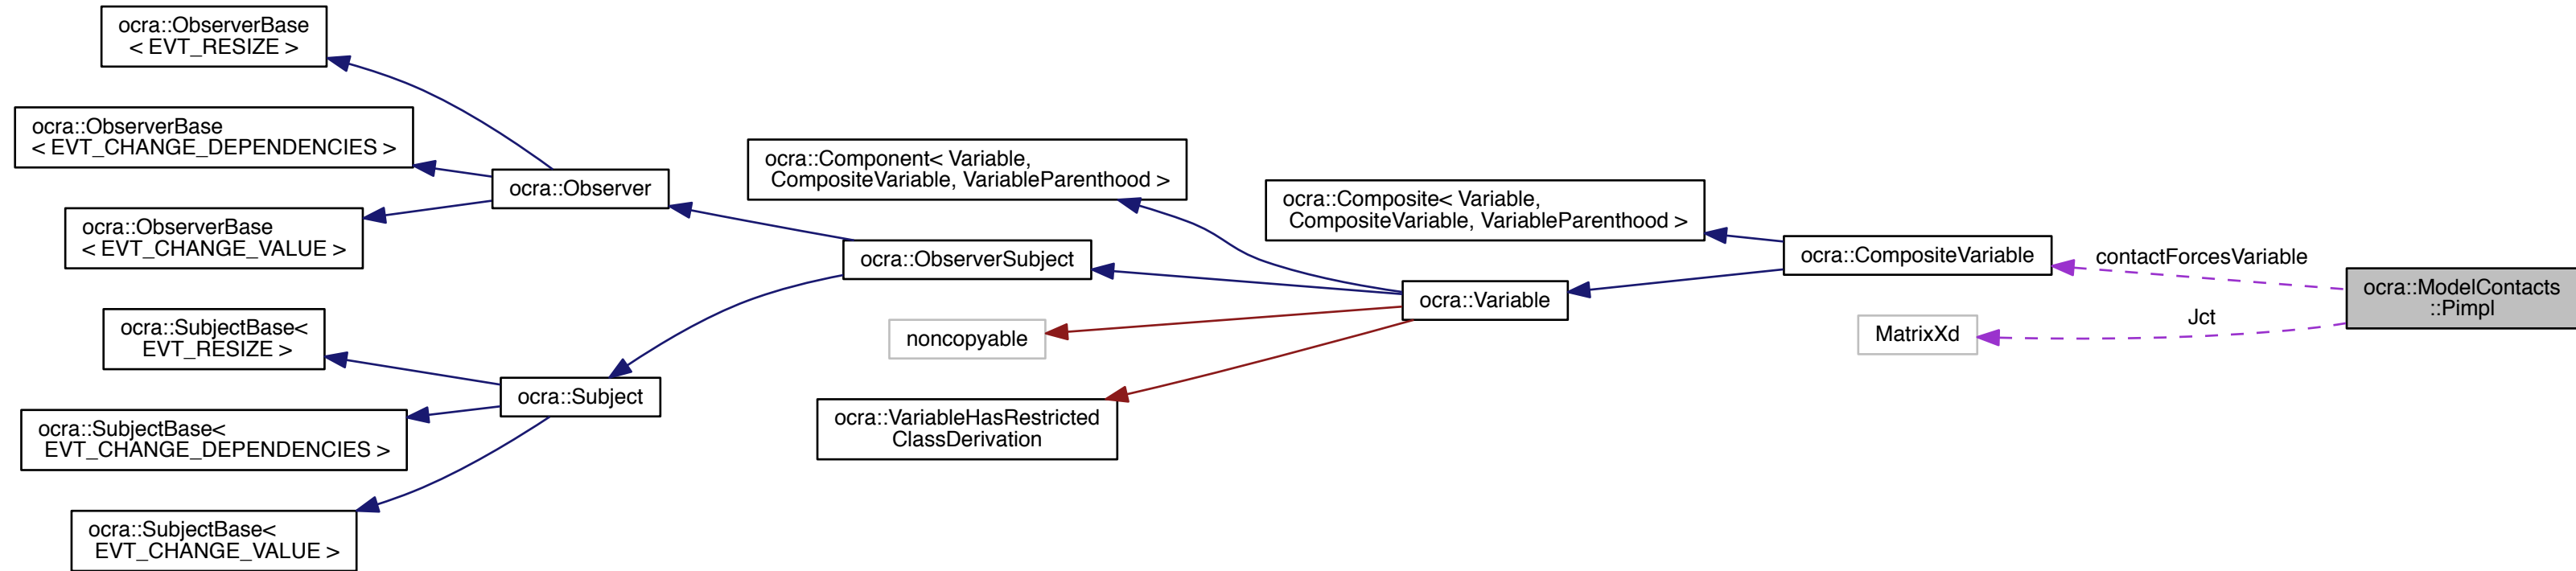 ocra::ObserverBase
< EVT_RESIZE >
ocra::ObserverBase
< EVT_CHANGE_DEPENDENCIES >
ocra::ObserverBase
< EVT_CHANGE_VALUE >
ocra::SubjectBase<
EVT_RESIZE >
ocra::SubjectBase<
EVT_CHANGE_DEPENDENCIES >
ocra::SubjectBase<
EVT_CHANGE_VALUE >
ocra::Observer
ocra::Subject
ocra::Component< Variable,
CompositeVariable, VariableParenthood >
ocra::ObserverSubject
noncopyable
ocra::VariableHasRestricted
ClassDerivation
ocra::Composite< Variable,
CompositeVariable, VariableParenthood >
ocra::Variable
ocra::CompositeVariable
MatrixXd
contactForcesVariable
Jct
ocra::ModelContacts
::Pimpl